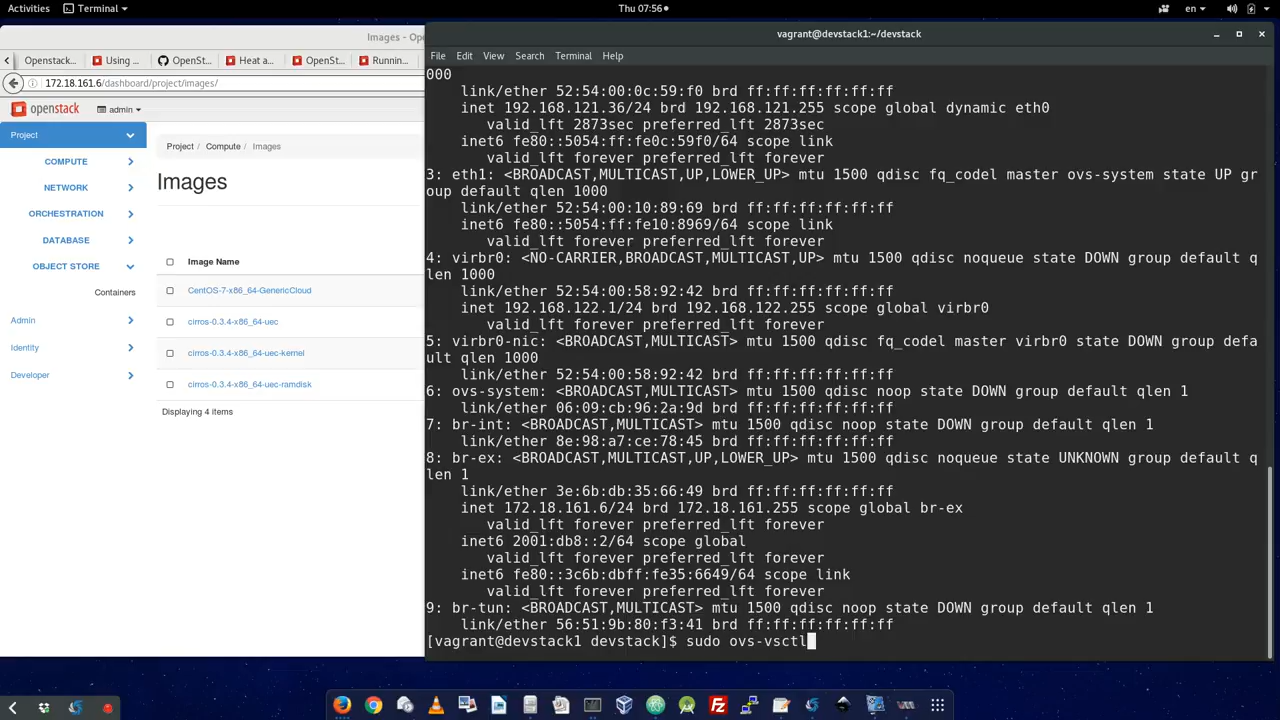 Activities Terminal Thu 07:56 en
Images - Ope
Openstack... Using ... OpenSt... Heat a... OpenSt... Running...
172.18.161.6/dashboard/project/images/
openstack admin
Project
COMPUTE
NETWORK
ORCHESTRATION
DATABASE
OBJECT STORE
Containers
Admin
Identity
Developer
Project / Compute / Images
Images
Image Name
CentOS-7-x86_64-GenericCloud
cirros-0.3.4-x86_64-uec
cirros-0.3.4-x86_64-uec-kernel
cirros-0.3.4-x86_64-uec-ramdisk
Displaying 4 items
vagrant@devstack1:~/devstack
File Edit View Search Terminal Help
000
link/ether 52:54:00:0c:59:f0 brd ff:ff:ff:ff:ff:ff
inet 192.168.121.36/24 brd 192.168.121.255 scope global dynamic eth0
valid_lft 2873sec preferred_lft 2873sec
inet6 fe80::5054:ff:fe0c:59f0/64 scope link
valid_lft forever preferred_lft forever
3: eth1: <BROADCAST,MULTICAST,UP,LOWER_UP> mtu 1500 qdisc fq_codel master ovs-system state UP gr
oup default qlen 1000
link/ether 52:54:00:10:89:69 brd ff:ff:ff:ff:ff:ff
inet6 fe80::5054:ff:fe10:8969/64 scope link
valid_lft forever preferred_lft forever
4: virbr0: <NO-CARRIER,BROADCAST,MULTICAST,UP> mtu 1500 qdisc noqueue state DOWN group default q
len 1000
link/ether 52:54:00:58:92:42 brd ff:ff:ff:ff:ff:ff
inet 192.168.122.1/24 brd 192.168.122.255 scope global virbr0
valid_lft forever preferred_lft forever
5: virbr0-nic: <BROADCAST,MULTICAST> mtu 1500 qdisc fq_codel master virbr0 state DOWN group defa
ult qlen 1000
link/ether 52:54:00:58:92:42 brd ff:ff:ff:ff:ff:ff
6: ovs-system: <BROADCAST,MULTICAST> mtu 1500 qdisc noop state DOWN group default qlen 1
link/ether 06:09:cb:96:2a:9d brd ff:ff:ff:ff:ff:ff
7: br-int: <BROADCAST,MULTICAST> mtu 1500 qdisc noop state DOWN group default qlen 1
link/ether 8e:98:a7:ce:78:45 brd ff:ff:ff:ff:ff:ff
8: br-ex: <BROADCAST,MULTICAST,UP,LOWER_UP> mtu 1500 qdisc noqueue state UNKNOWN group default q
len 1
link/ether 3e:6b:db:35:66:49 brd ff:ff:ff:ff:ff:ff
inet 172.18.161.6/24 brd 172.18.161.255 scope global br-ex
valid_lft forever preferred_lft forever
inet6 2001:db8::2/64 scope global
valid_lft forever preferred_lft forever
inet6 fe80::3c6b:dbff:fe35:6649/64 scope link
valid_lft forever preferred_lft forever
9: br-tun: <BROADCAST,MULTICAST> mtu 1500 qdisc noop state DOWN group default qlen 1
link/ether 56:51:9b:80:f3:41 brd ff:ff:ff:ff:ff:ff
[vagrant@devstack1 devstack]$ sudo ovs-vsctl